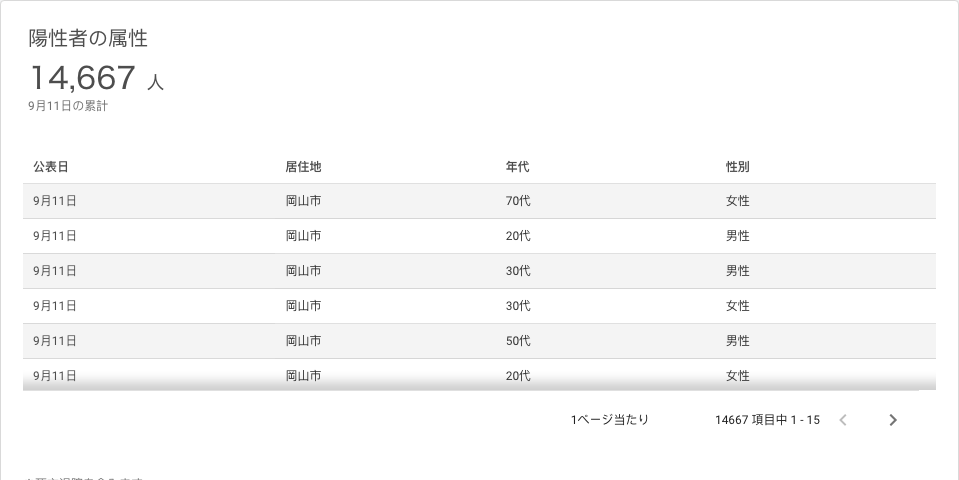 陽性者の属性
14,667 人
9月11日の累計
公表日 居住地 年代 性別
9月11日 岡山市 70代 女性
9月11日 岡山市 20代 男性
9月11日 岡山市 30代 男性
9月11日 岡山市 30代 女性
9月11日 岡山市 50代 男性
9月11日 岡山市 20代 女性
1ページ当たり 14667 項目中 1 - 15